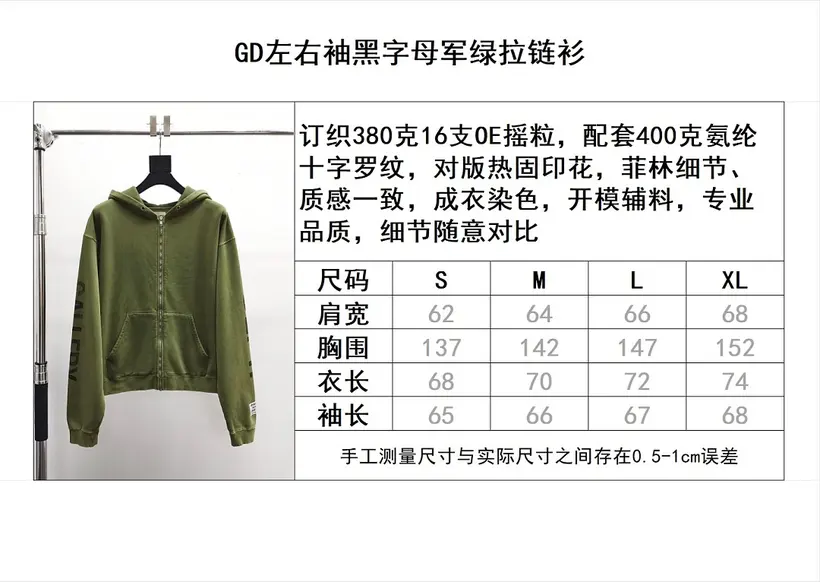 GD左右袖黑字母军绿拉链衫
订织380克16支OE摇粒，配套400克氨纶
十字罗纹，对版热固印花，菲林细节、
质感一致，成衣染色，开模辅料，专业
品质，细节随意对比
尺码 S M L XL
肩宽 62 64 66 68
胸围 137 142 147 152
衣长 68 70 72 74
袖长 65 66 67 68
手工测量尺寸与实际尺寸之间存在0.5-1cm误差